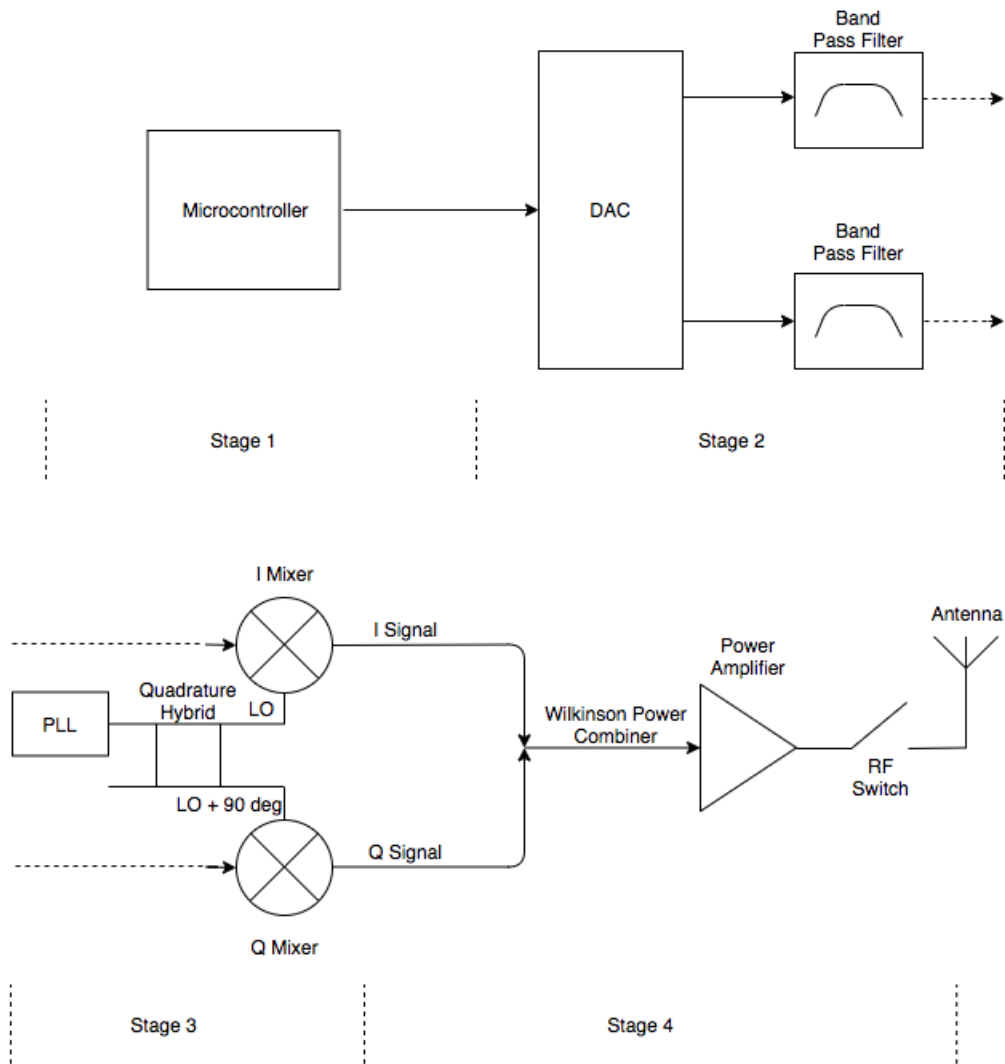 Band
Pass Filter
Microcontroller
DAC
Band
Pass Filter
Stage 1
Stage 2
I Mixer
I Signal
Antenna
Power
Amplifier
Quadrature
Hybrid
LO
PLL
Wilkinson Power
Combiner
RF
Switch
LO + 90 deg
Q Signal
Q Mixer
Stage 3
Stage 4